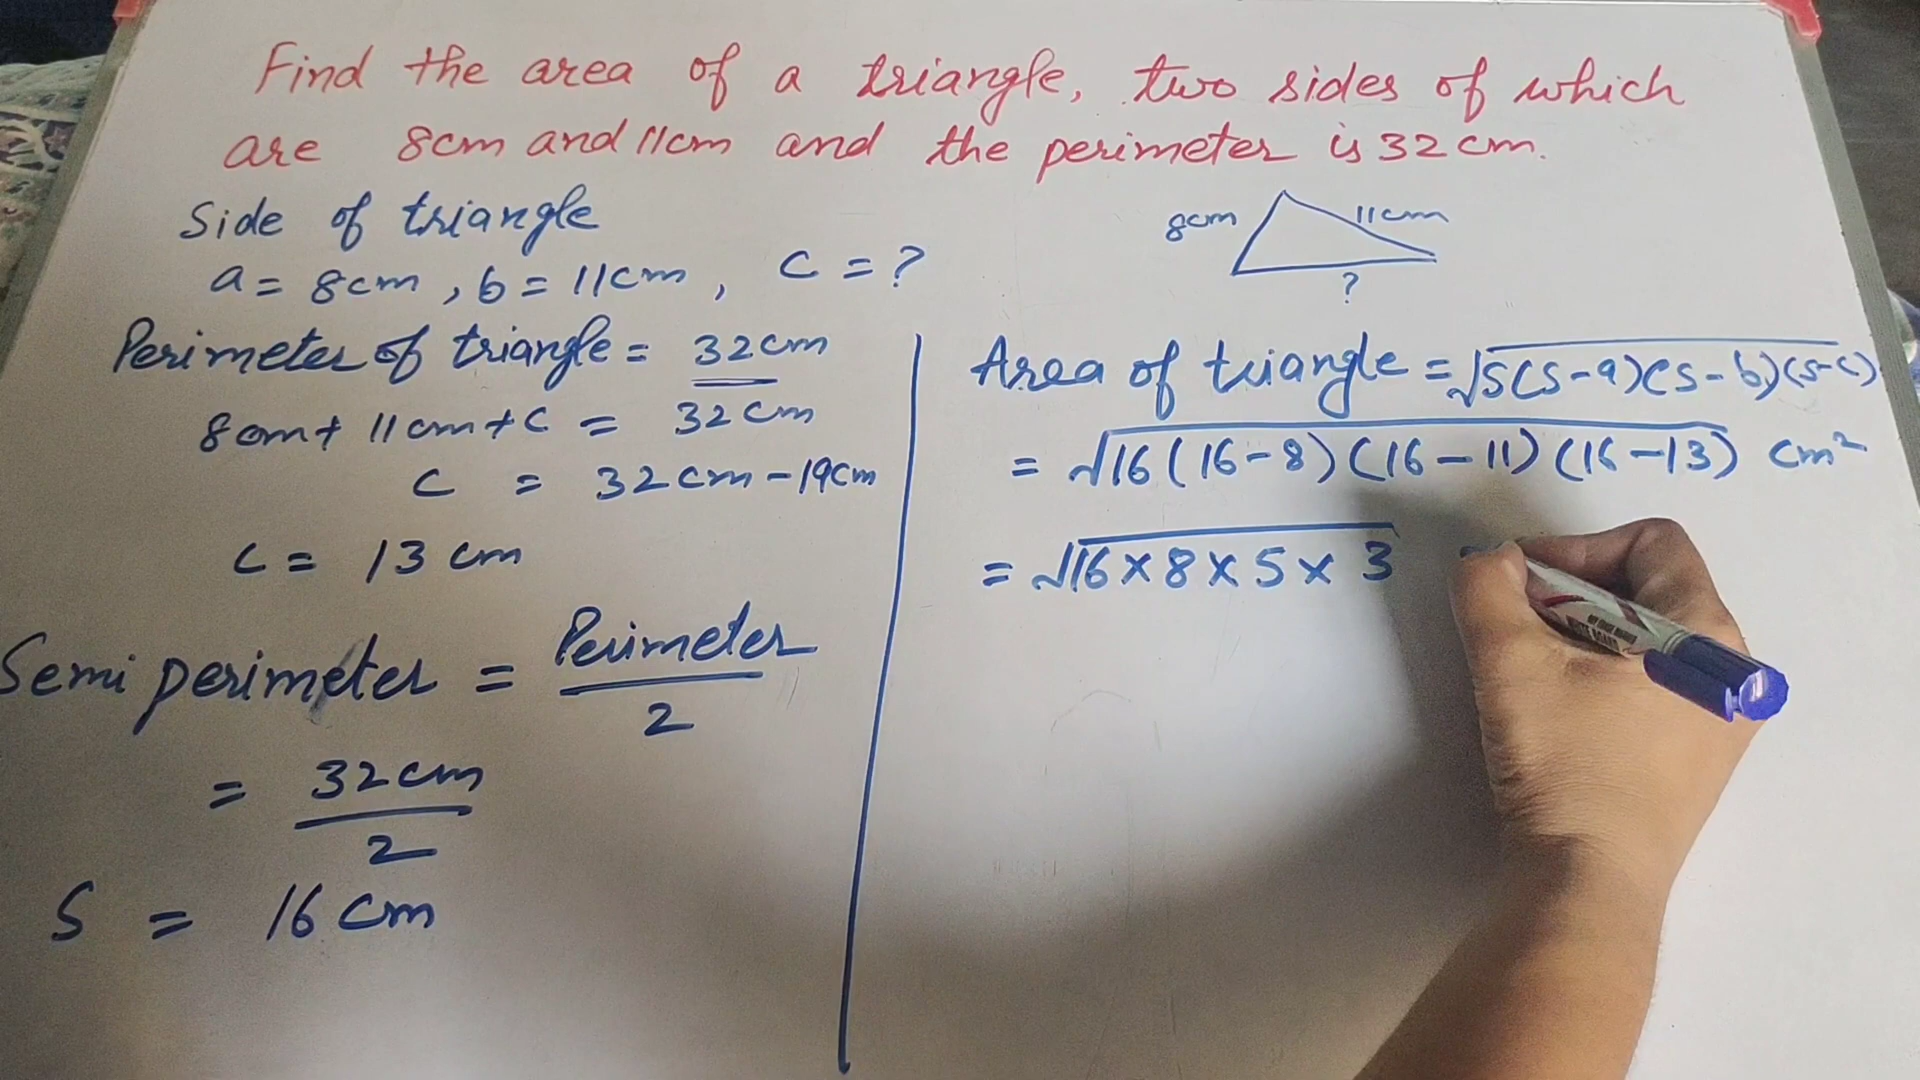 Find the area of a triangle, two sides of which
are 8cm and 11cm and the perimeter is 32cm.
Side of triangle
a = 8cm, b = 11cm, c = ?
8cm
11cm
?
Perimeter of triangle = 32cm
8cm + 11cm + c = 32cm
c = 32cm - 19cm
c = 13 cm
Semi perimeter = Perimeter/2
= 32cm/2
S = 16cm
Area of triangle = √S(S-a)(S-b)(S-c)
= √16(16-8)(16-11)(16-13) cm²
= √16×8×5×3